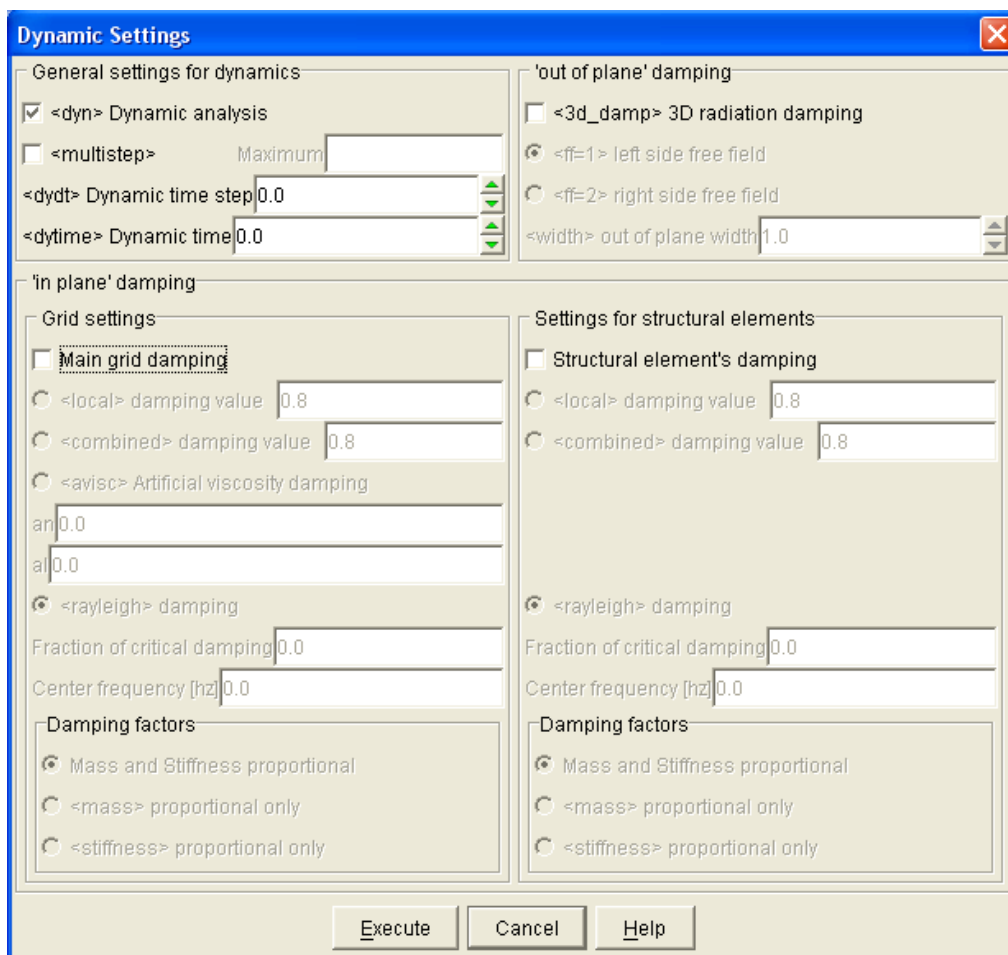 Dynamic Settings
General settings for dynamics
<dyn> Dynamic analysis
<multistep> Maximum
<dydt> Dynamic time step 0.0
<dytime> Dynamic time 0.0
'out of plane' damping
<3d_damp> 3D radiation damping
<ff=1> left side free field
<ff=2> right side free field
<width> out of plane width 1.0
'in plane' damping
Grid settings
Main grid damping
<local> damping value 0.8
<combined> damping value 0.8
<avisc> Artificial viscosity damping
an 0.0
al 0.0
<rayleigh> damping
Fraction of critical damping 0.0
Center frequency [hz] 0.0
Damping factors
Mass and Stiffness proportional
<mass> proportional only
<stiffness> proportional only
Settings for structural elements
Structural element's damping
<local> damping value 0.8
<combined> damping value 0.8
<rayleigh> damping
Fraction of critical damping 0.0
Center frequency [hz] 0.0
Damping factors
Mass and Stiffness proportional
<mass> proportional only
<stiffness> proportional only
Execute Cancel Help